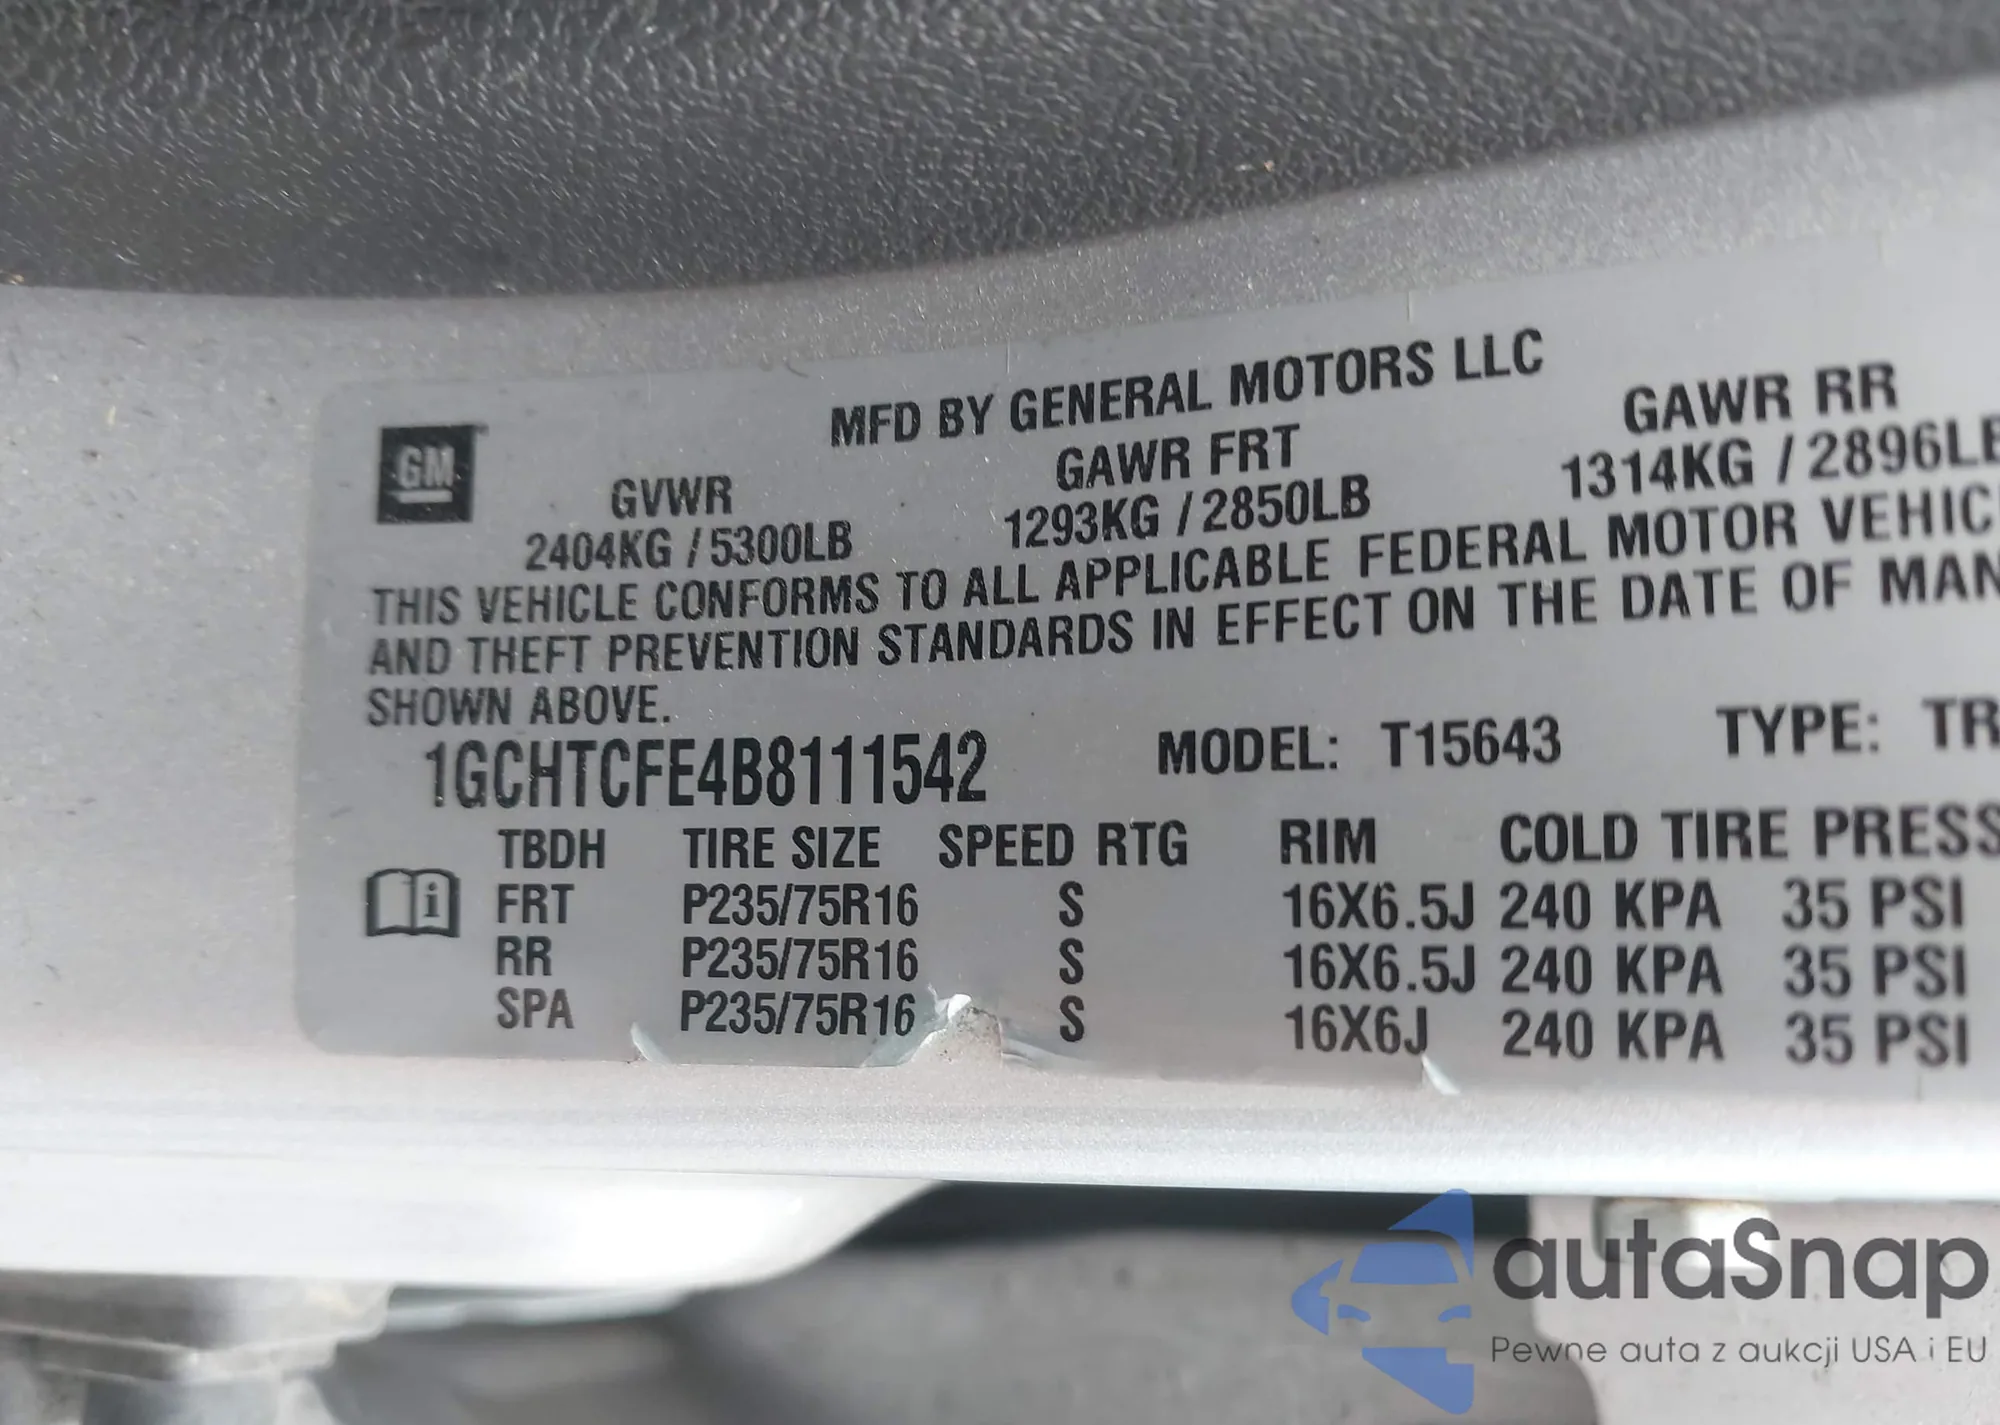 MFD BY GENERAL MOTORS LLC
GM
GVWR GAWR FRT GAWR RR
2404KG / 5300LB 1293KG / 2850LB 1314KG / 2896LB
THIS VEHICLE CONFORMS TO ALL APPLICABLE FEDERAL MOTOR VEHIC
AND THEFT PREVENTION STANDARDS IN EFFECT ON THE DATE OF MAN
SHOWN ABOVE.
1GCHTCFE4B8111542 MODEL: T15643 TYPE: TR
TBDH TIRE SIZE SPEED RTG RIM COLD TIRE PRESS
FRT P235/75R16 S 16X6.5J 240 KPA 35 PSI
RR P235/75R16 S 16X6.5J 240 KPA 35 PSI
SPA P235/75R16 S 16X6J 240 KPA 35 PSI
autaSnap
Pewne auta z aukcji USA i EU